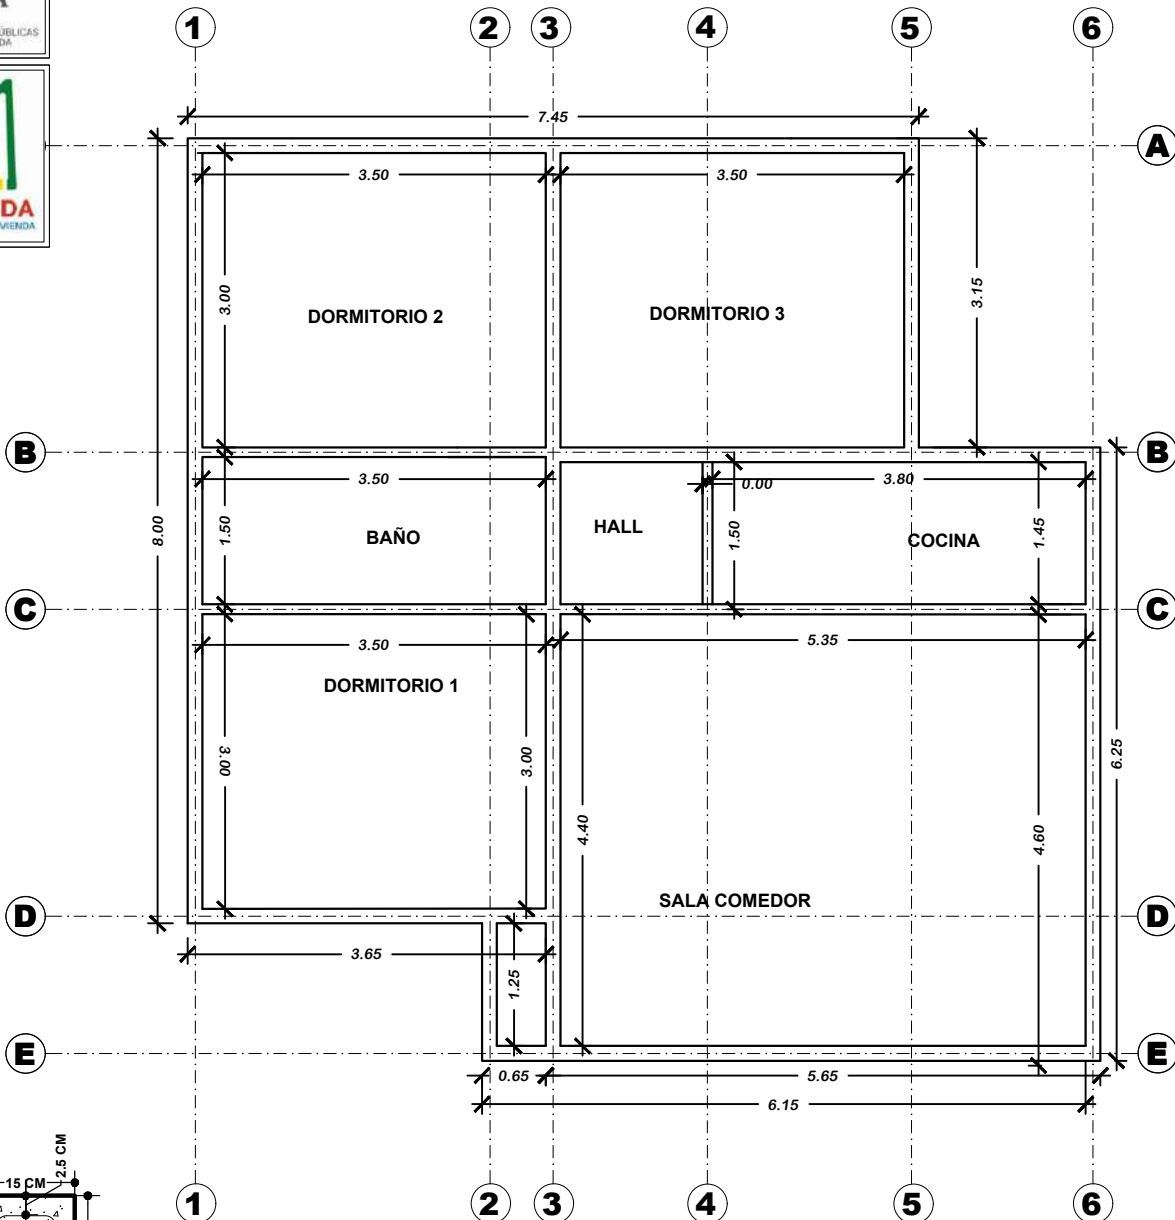 1 2 3 4 5 6
ÚBLICAS
DA
7.45
A
3.50 3.50
DA
VIENDA
3.00
3.15
DORMITORIO 2 DORMITORIO 3
B B
3.50 0.00 3.80
8.00
1.50
HALL
1.50
1.45
BAÑO COCINA
C C
3.50 5.35
DORMITORIO 1
3.00
3.00
6.25
4.40
4.60
SALA COMEDOR
D D
3.65
1.25
E E
0.65 5.65
6.15
2.5 CM
15 CM
1 2 3 4 5 6